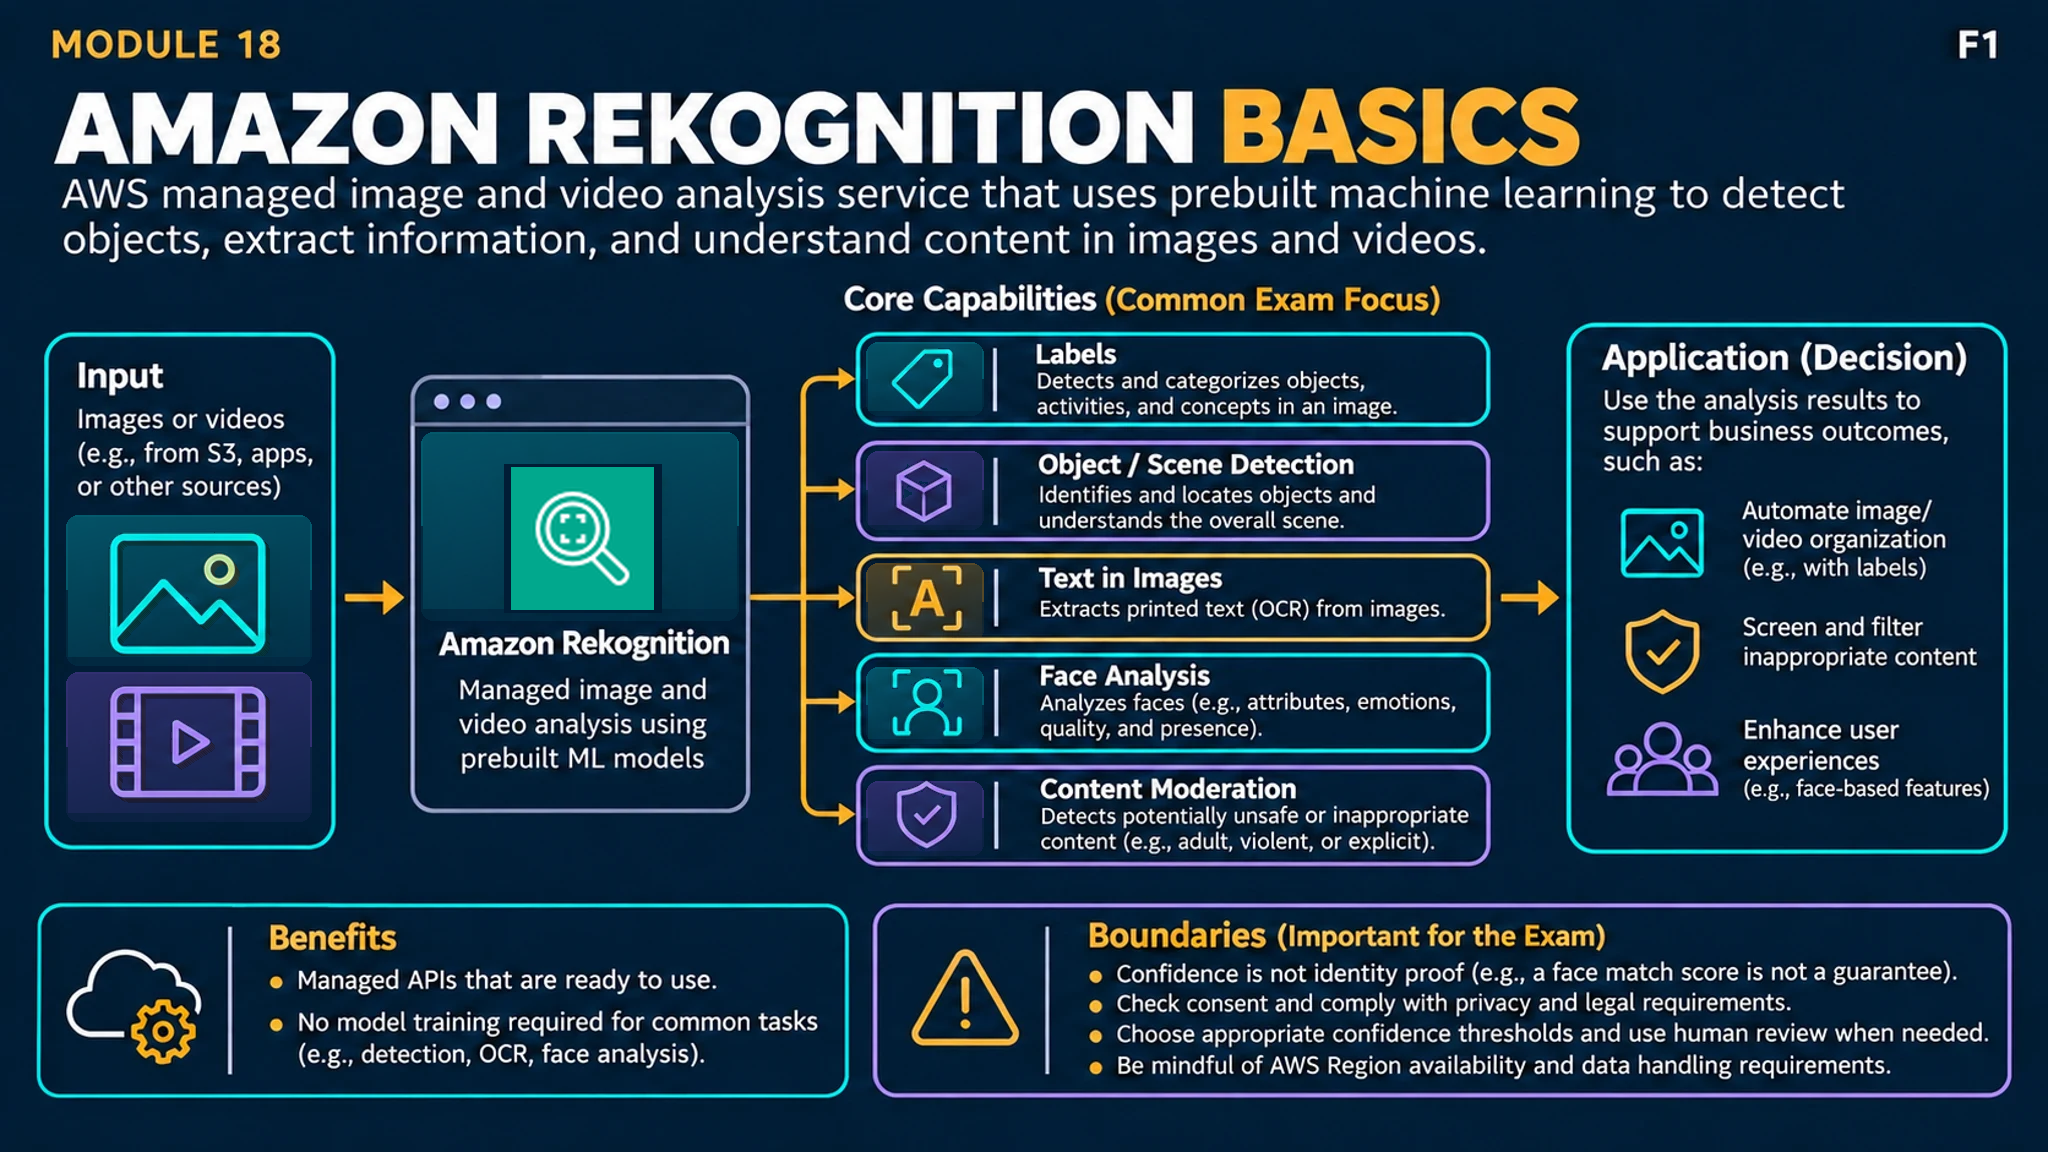 MODULE 18
F1
AMAZON REKOGNITION BASICS
AWS managed image and video analysis service that uses prebuilt machine learning to detect
objects, extract information, and understand content in images and videos.
Core Capabilities (Common Exam Focus)
Input
Images or videos
(e.g., from S3, apps,
or other sources)
Amazon Rekognition
Managed image and
video analysis using
prebuilt ML models
Labels
Detects and categorizes objects,
activities, and concepts in an image.
Object / Scene Detection
Identifies and locates objects and
understands the overall scene.
A
Text in Images
Extracts printed text (OCR) from images.
Face Analysis
Analyzes faces (e.g., attributes, emotions,
quality, and presence).
Content Moderation
Detects potentially unsafe or inappropriate
content (e.g., adult, violent, or explicit).
Application (Decision)
Use the analysis results to
support business outcomes,
such as:
Automate image/
video organization
(e.g., with labels)
Screen and filter
inappropriate content
Enhance user
experiences
(e.g., face-based features)
Benefits
• Managed APIs that are ready to use.
• No model training required for common tasks
(e.g., detection, OCR, face analysis).
Boundaries (Important for the Exam)
• Confidence is not identity proof (e.g., a face match score is not a guarantee).
• Check consent and comply with privacy and legal requirements.
• Choose appropriate confidence thresholds and use human review when needed.
• Be mindful of AWS Region availability and data handling requirements.